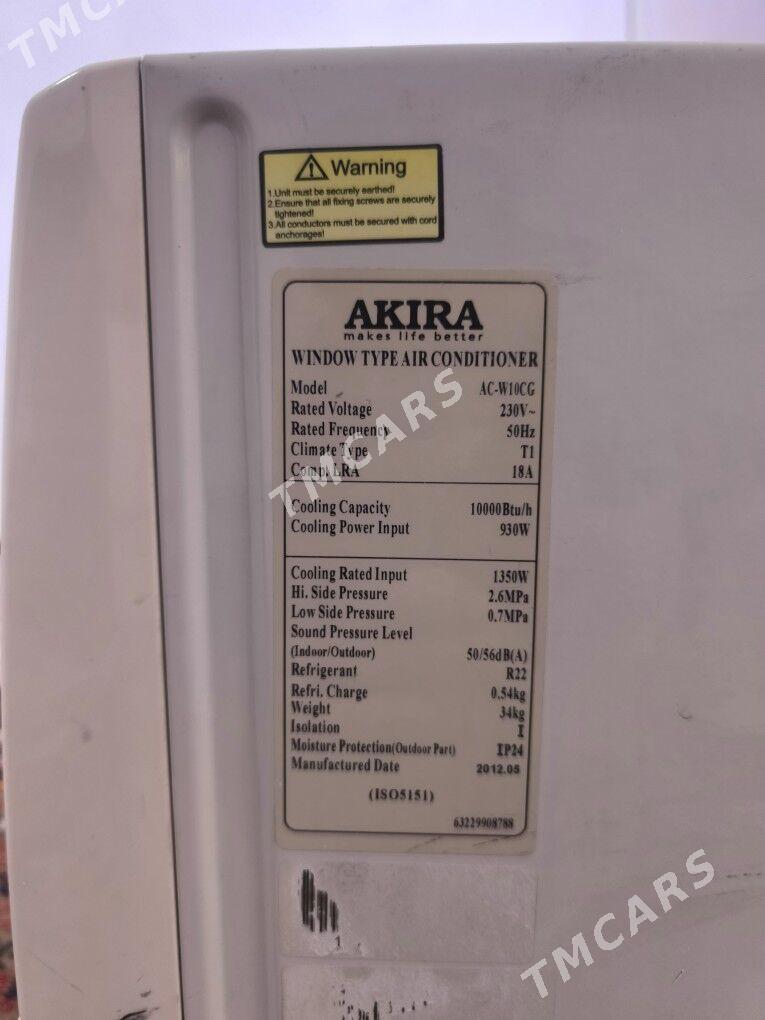 TMCARS
Warning
1.Unit must be securely earthed!
2.Ensure that all fixing screws are securely
tightened!
3.All conductors must be secured with cord
anchorages!
AKIRA
makes life better
WINDOW TYPE AIR CONDITIONER
Model AC-W10CG
Rated Voltage 230V~
Rated Frequency 50Hz
Climate Type T1
Comp. LRA 18A
TMCARS
Cooling Capacity 10000Btu/h
Cooling Power Input 930W
Cooling Rated Input 1350W
Hi. Side Pressure 2.6MPa
Low Side Pressure 0.7MPa
Sound Pressure Level
(Indoor/Outdoor) 50/56dB(A)
Refrigerant R22
Refri. Charge 0.54kg
Weight 34kg
Isolation I
Moisture Protection(Outdoor Part) IP24
Manufactured Date 2012.05
(ISO5151)
63229908788
TMCARS